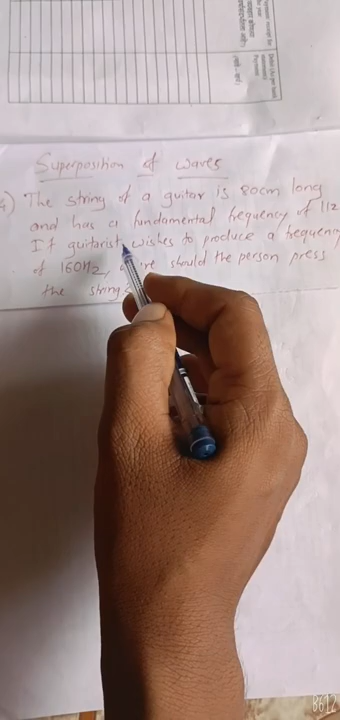 Superposition of waves
4) The string of a guitar is 80cm long
and has a fundamental frequency of 112
If guitarist wishes to produce a frequency
of 160Hz, should the person press
the string
B612